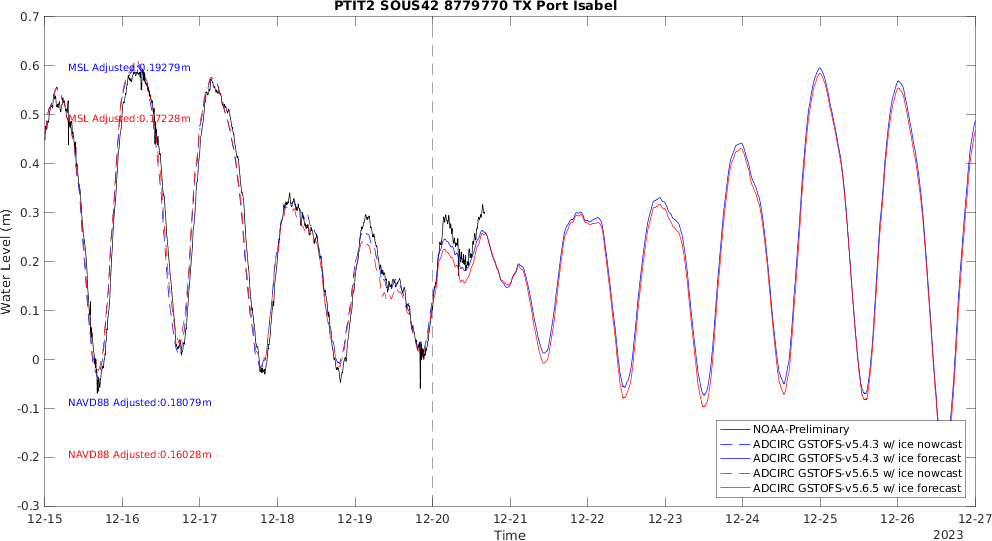 PTIT2 SOUS42 8779770 TX Port Isabel
0.7
0.6
0.5
0.4
0.3
0.2
0.1
0
-0.1
-0.2
-0.3
Water Level (m)
MSL Adjusted:0.19279m
MSL Adjusted:0.17228m
NAVD88 Adjusted:0.18079m
NAVD88 Adjusted:0.16028m
NOAA-Preliminary
ADCIRC GSTOFS-v5.4.3 w/ ice nowcast
ADCIRC GSTOFS-v5.4.3 w/ ice forecast
ADCIRC GSTOFS-v5.6.5 w/ ice nowcast
ADCIRC GSTOFS-v5.6.5 w/ ice forecast
12-15 12-16 12-17 12-18 12-19 12-20 12-21 12-22 12-23 12-24 12-25 12-26 12-27
Time
2023